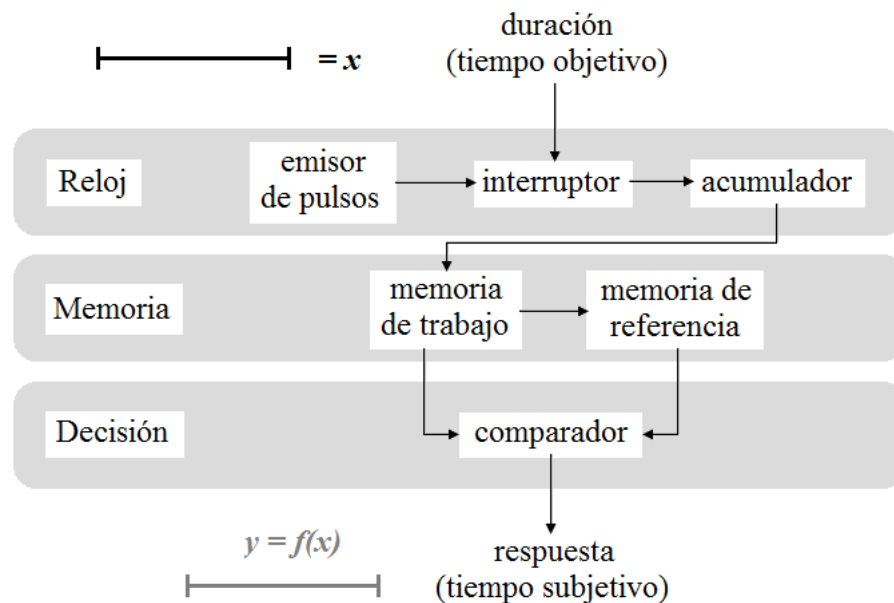 duración
(tiempo objetivo)
= x
Reloj
emisor
de pulsos
interruptor
acumulador
Memoria
memoria
de trabajo
memoria de
referencia
Decisión
comparador
y = f(x)
respuesta
(tiempo subjetivo)